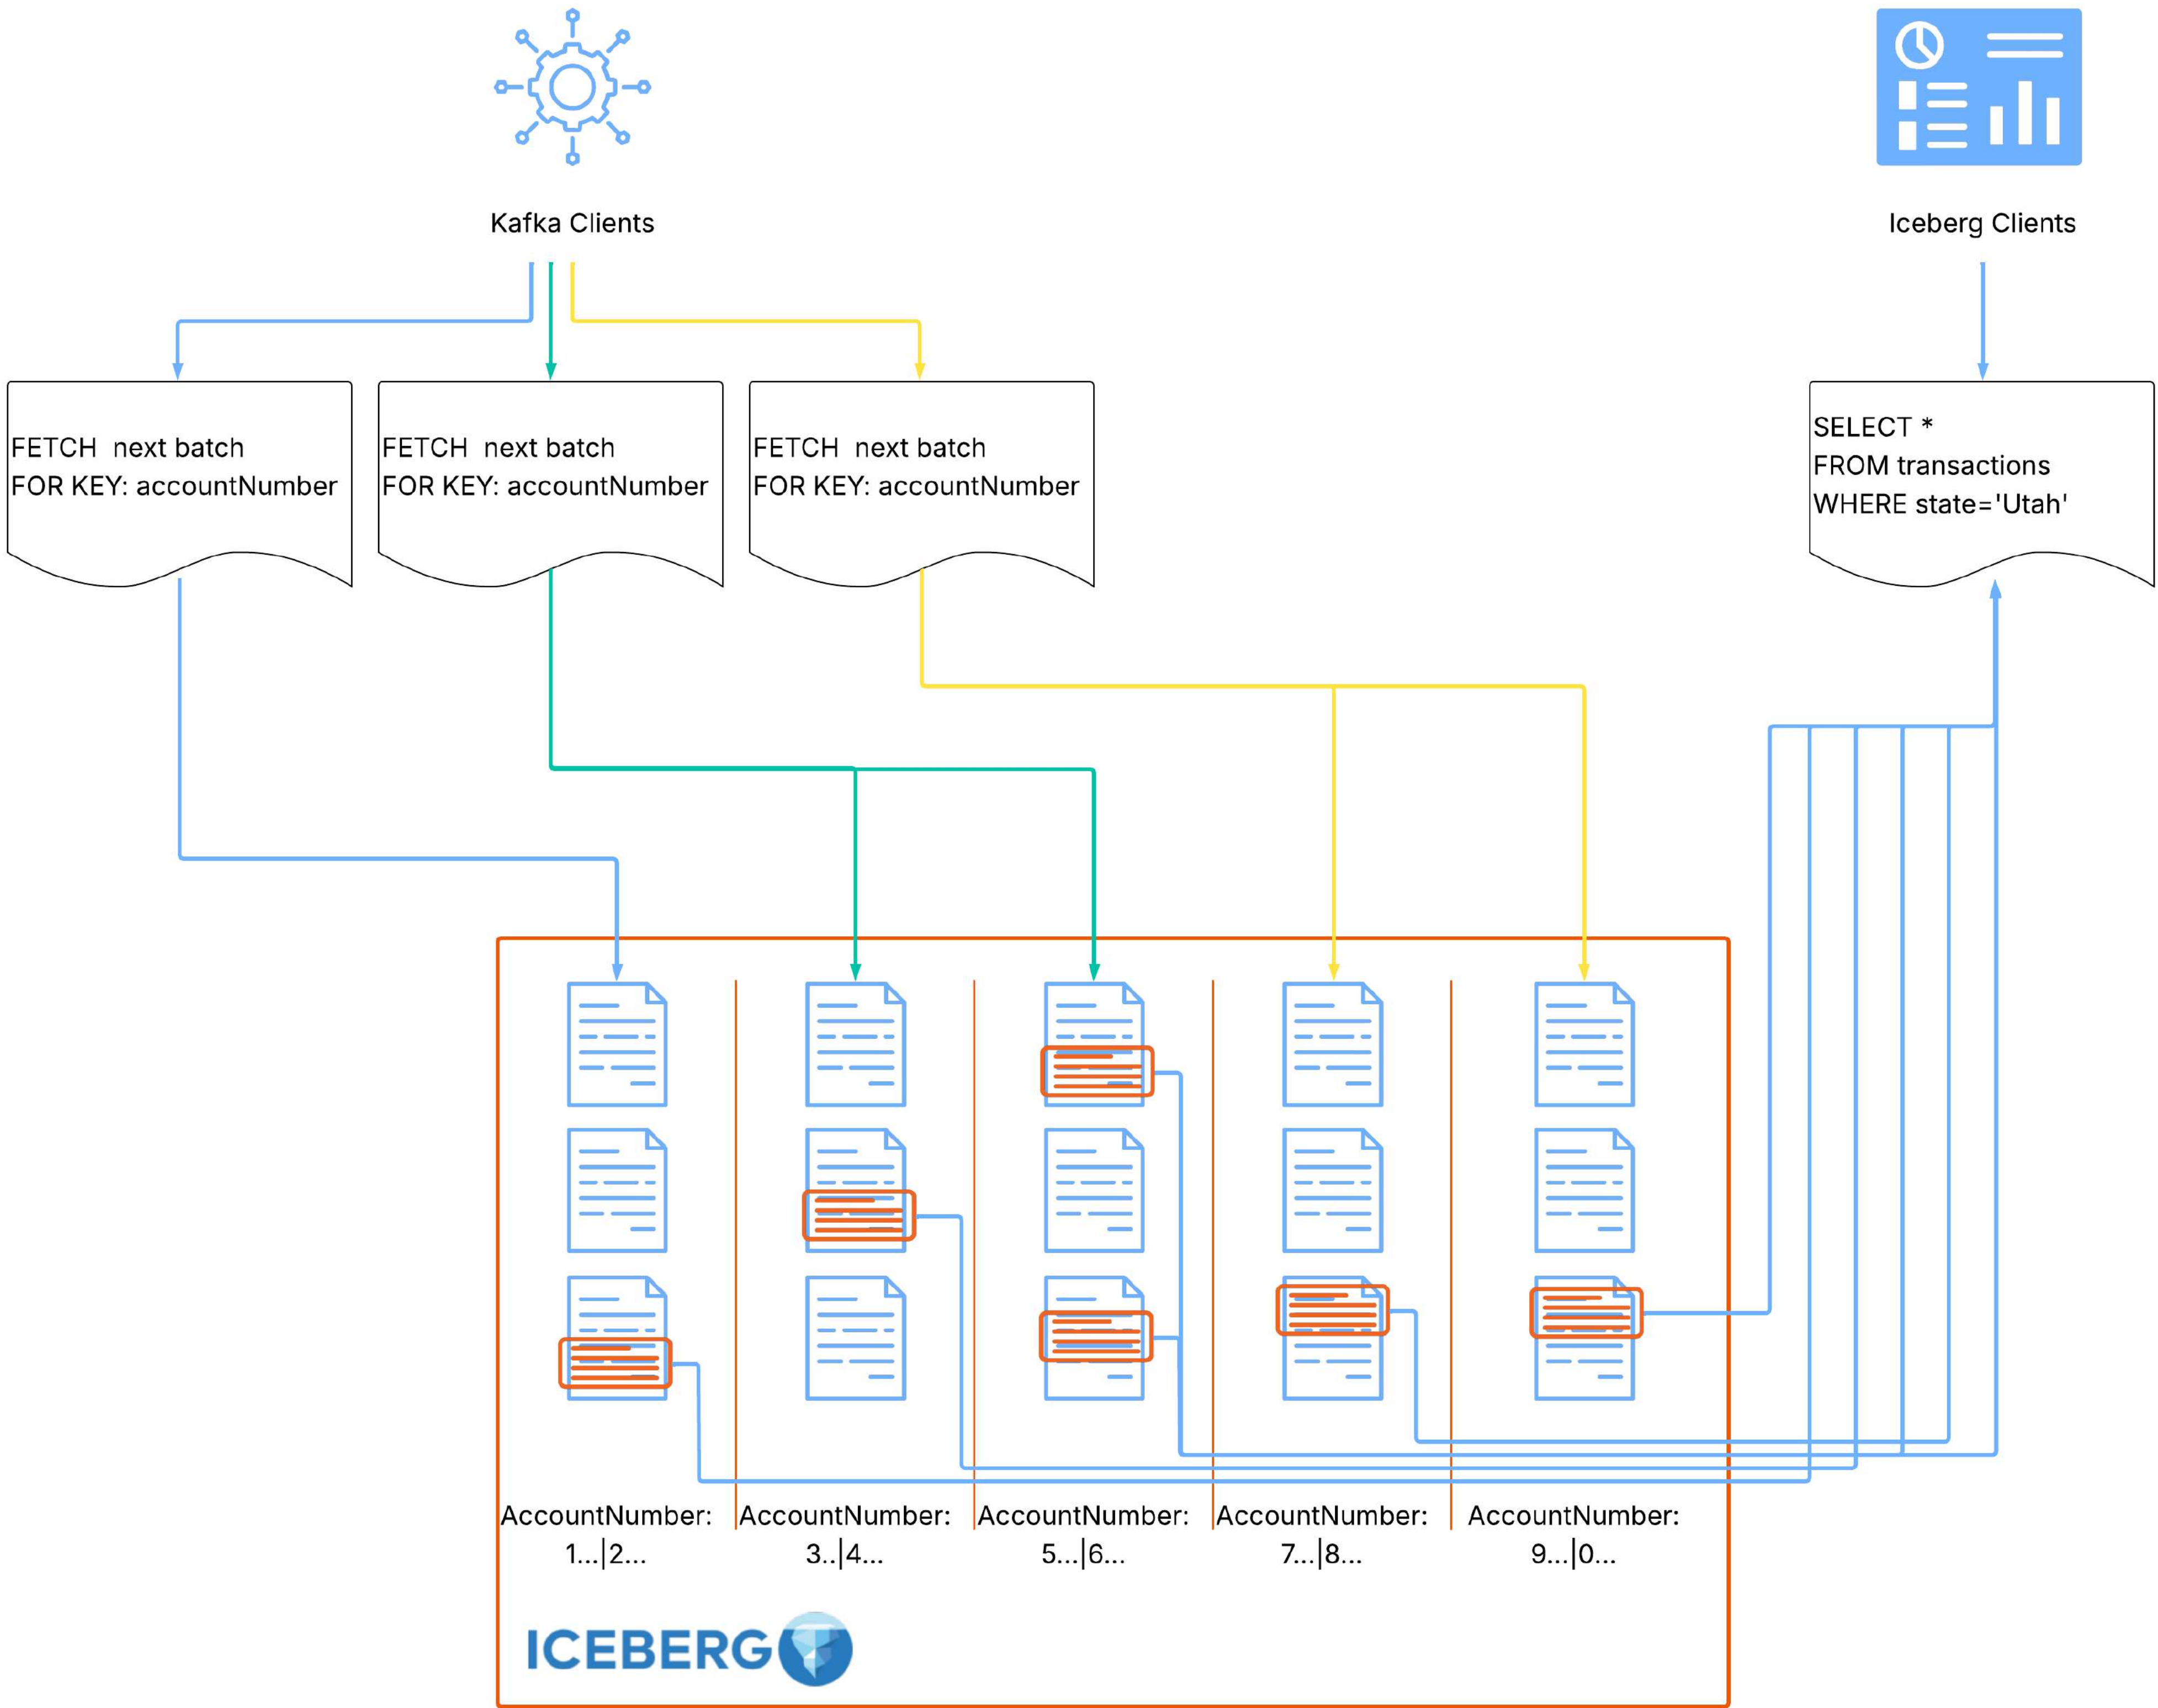 Kafka Clients
Iceberg Clients
FETCH  next batch
FOR KEY: accountNumber
FETCH  next batch
FOR KEY: accountNumber
FETCH  next batch
FOR KEY: accountNumber
SELECT *
FROM transactions
WHERE state='Utah'
AccountNumber:
1...|2...
AccountNumber:
3..|4...
AccountNumber:
5...|6...
AccountNumber:
7...|8...
AccountNumber:
9...|0...
ICEBERG